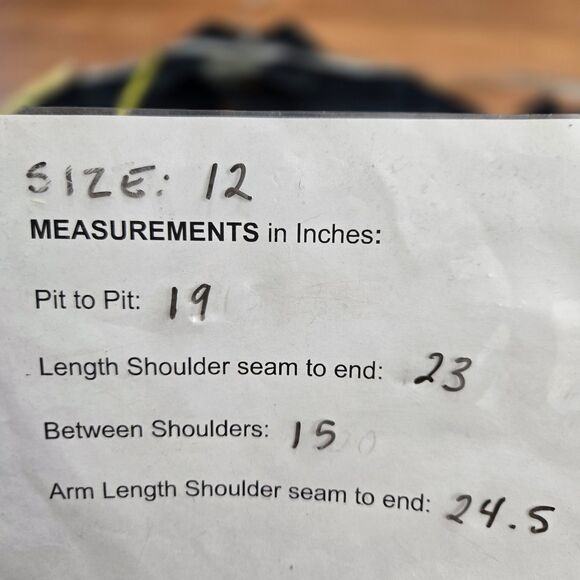 SIZE: 12
MEASUREMENTS in Inches:
Pit to Pit: 19
Length Shoulder seam to end: 23
Between Shoulders: 15
Arm Length Shoulder seam to end: 24.5